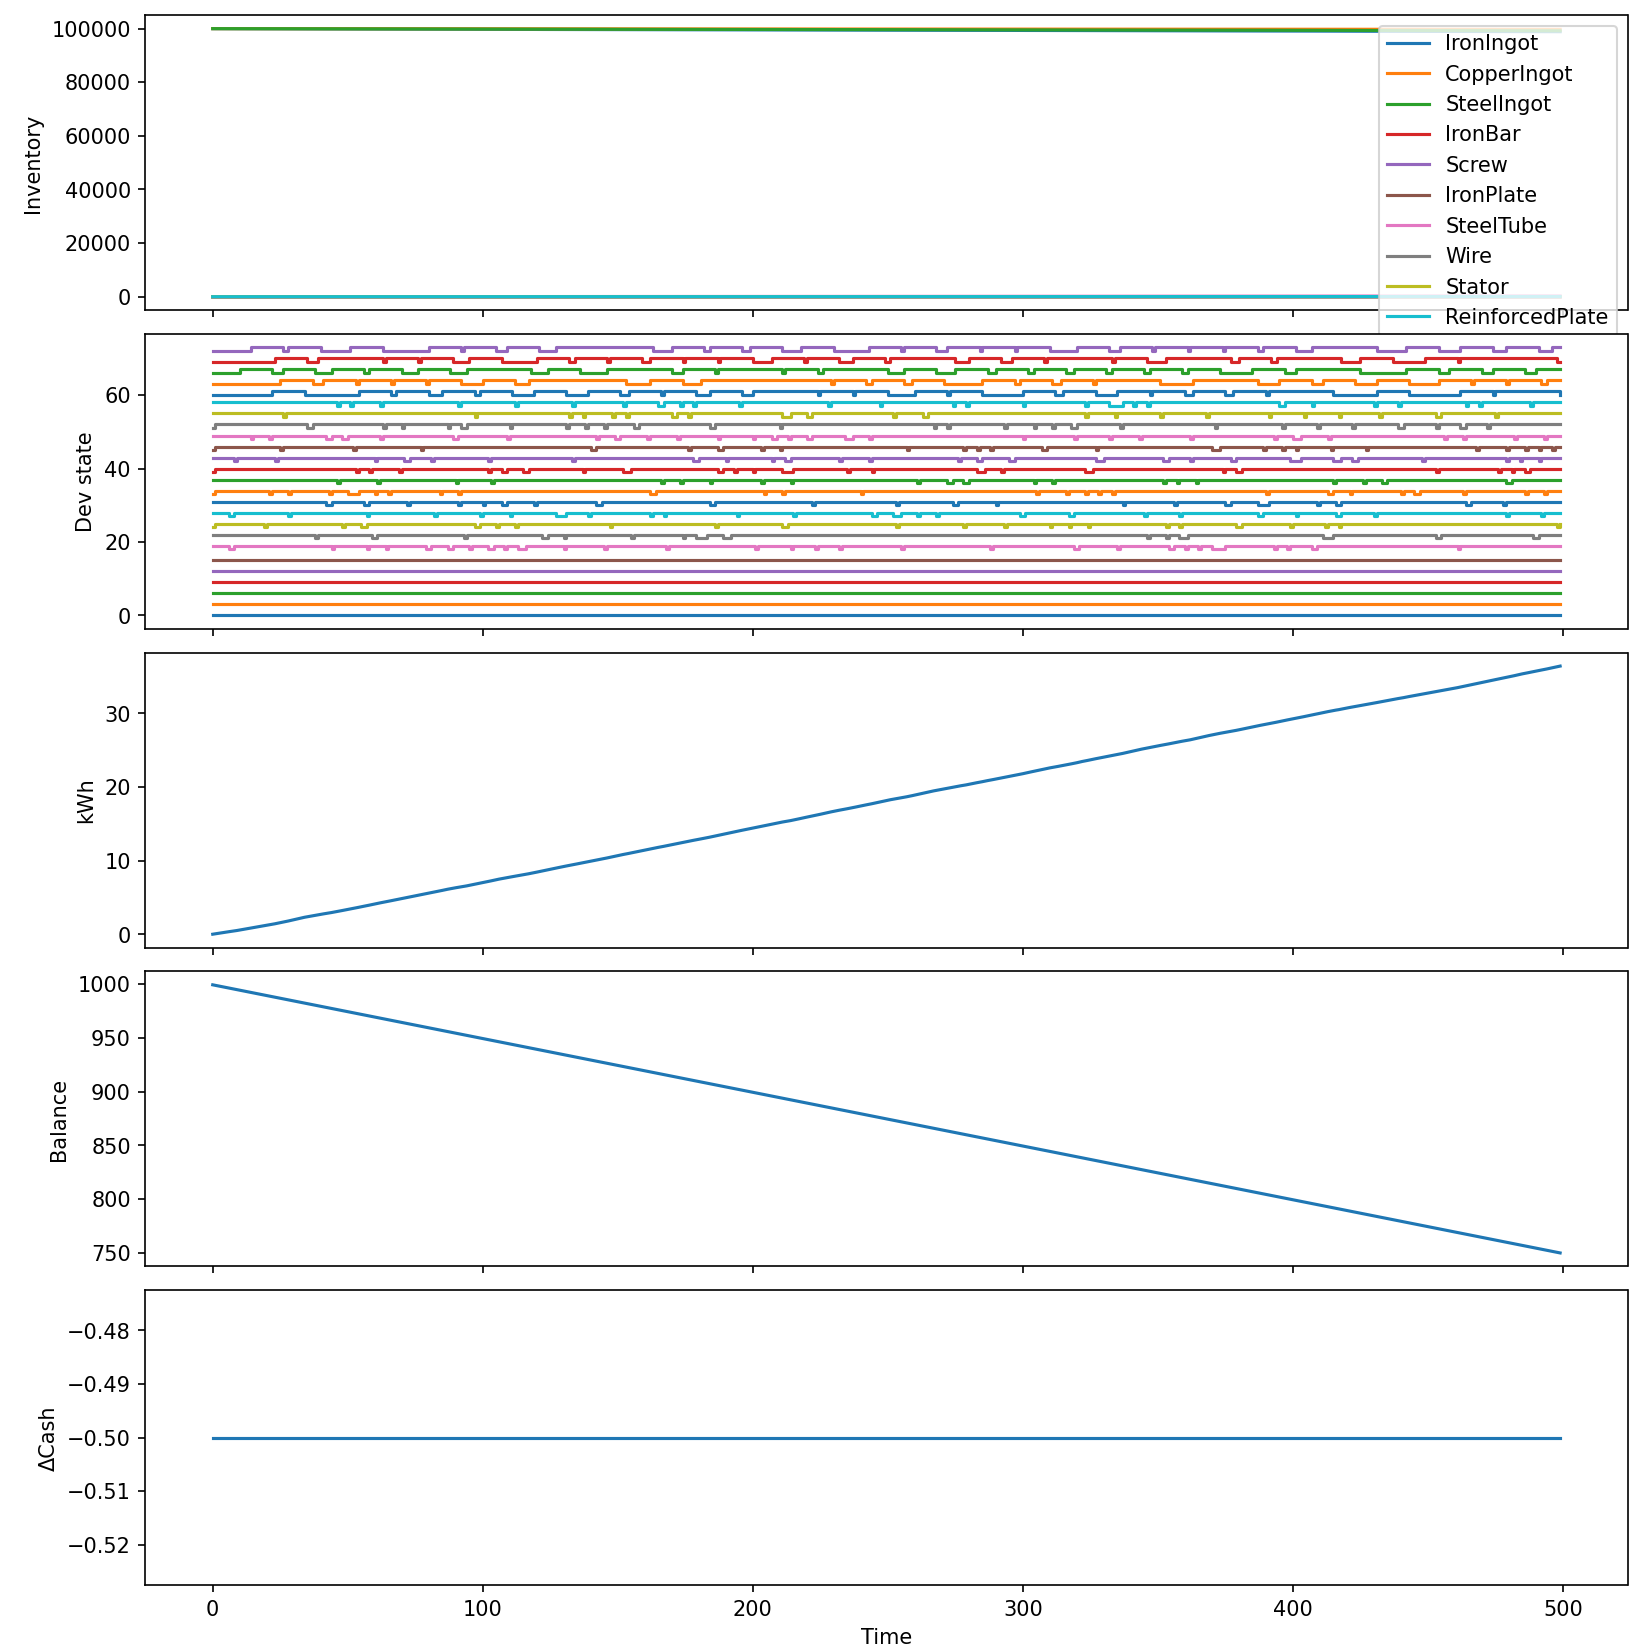 Inventory
100000
80000
60000
40000
20000
0
IronIngot
CopperIngot
SteelIngot
IronBar
Screw
IronPlate
SteelTube
Wire
Stator
ReinforcedPlate
Dev state
60
40
20
0
kWh
30
20
10
0
Balance
1000
950
900
850
800
750
ΔCash
−0.48
−0.49
−0.50
−0.51
−0.52
0 100 200 300 400 500
Time